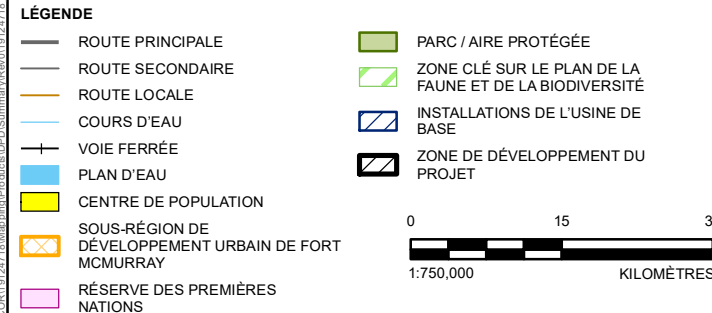 LÉGENDE
ROUTE PRINCIPALE
ROUTE SECONDAIRE
ROUTE LOCALE
COURS D'EAU
VOIE FERRÉE
PLAN D'EAU
CENTRE DE POPULATION
SOUS-RÉGION DE
DÉVELOPPEMENT URBAIN DE FORT
MCMURRAY
RÉSERVE DES PREMIÈRES
NATIONS
PARC / AIRE PROTÉGÉE
ZONE CLÉ SUR LE PLAN DE LA
FAUNE ET DE LA BIODIVERSITÉ
INSTALLATIONS DE L'USINE DE
BASE
ZONE DE DÉVELOPPEMENT DU
PROJET
0 15 3
1:750,000 KILOMÈTRES